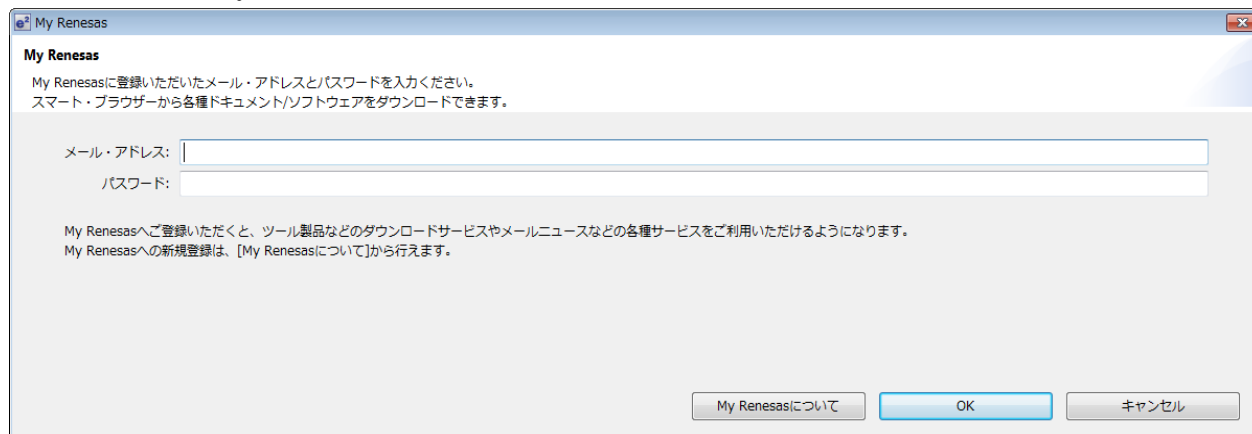 e² My Renesas
My Renesas
My Renesasに登録いただいたメール・アドレスとパスワードを入力ください。
スマート・ブラウザーから各種ドキュメント/ソフトウェアをダウンロードできます。
メール・アドレス:
パスワード:
My Renesasへご登録いただくと、ツール製品などのダウンロードサービスやメールニュースなどの各種サービスをご利用いただけるようになります。
My Renesasへの新規登録は、[My Renesasについて]から行えます。
My Renesasについて OK キャンセル